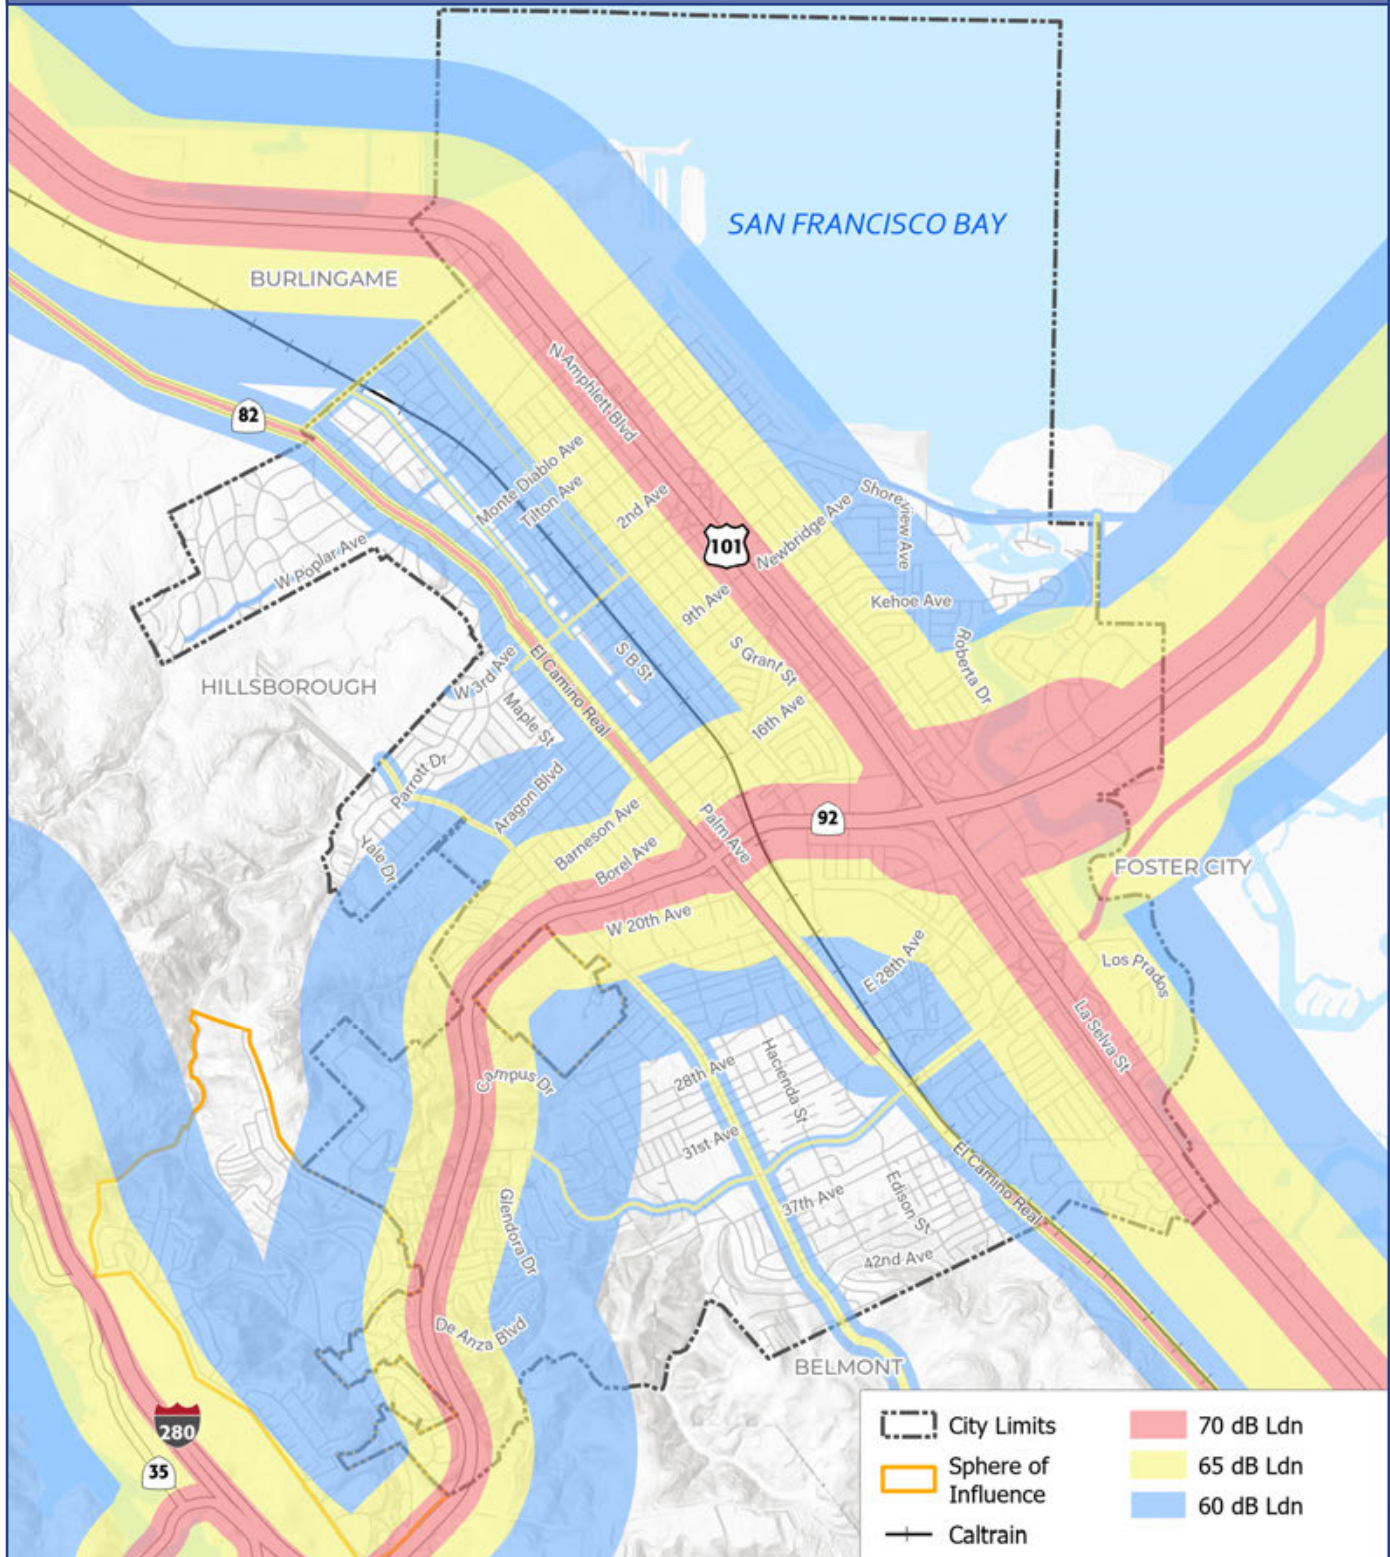 SAN FRANCISCO BAY
BURLINGAME
82
N Amphlett Blvd
Monte Diablo Ave
Tilton Ave
2nd Ave
101
Newbridge Ave
Shoreview Ave
W Poplar Ave
9th Ave
Kehoe Ave
S Grant St
Roberta Dr
S B St
El Camino Real
W 3rd Ave
Maple St
HILLSBOROUGH
16th Ave
Parrott Dr
Aragon Blvd
Yale Dr
Barneson Ave
Borel Ave
Palm Ave
92
FOSTER CITY
W 20th Ave
E 28th Ave
Los Prados
La Selva St
Campus Dr
28th Ave
Hacienda St
31st Ave
37th Ave
Edison St
El Camino Real
Glendora Dr
42nd Ave
De Anza Blvd
BELMONT
280
35
City Limits
Sphere of
Influence
Caltrain
70 dB Ldn
65 dB Ldn
60 dB Ldn